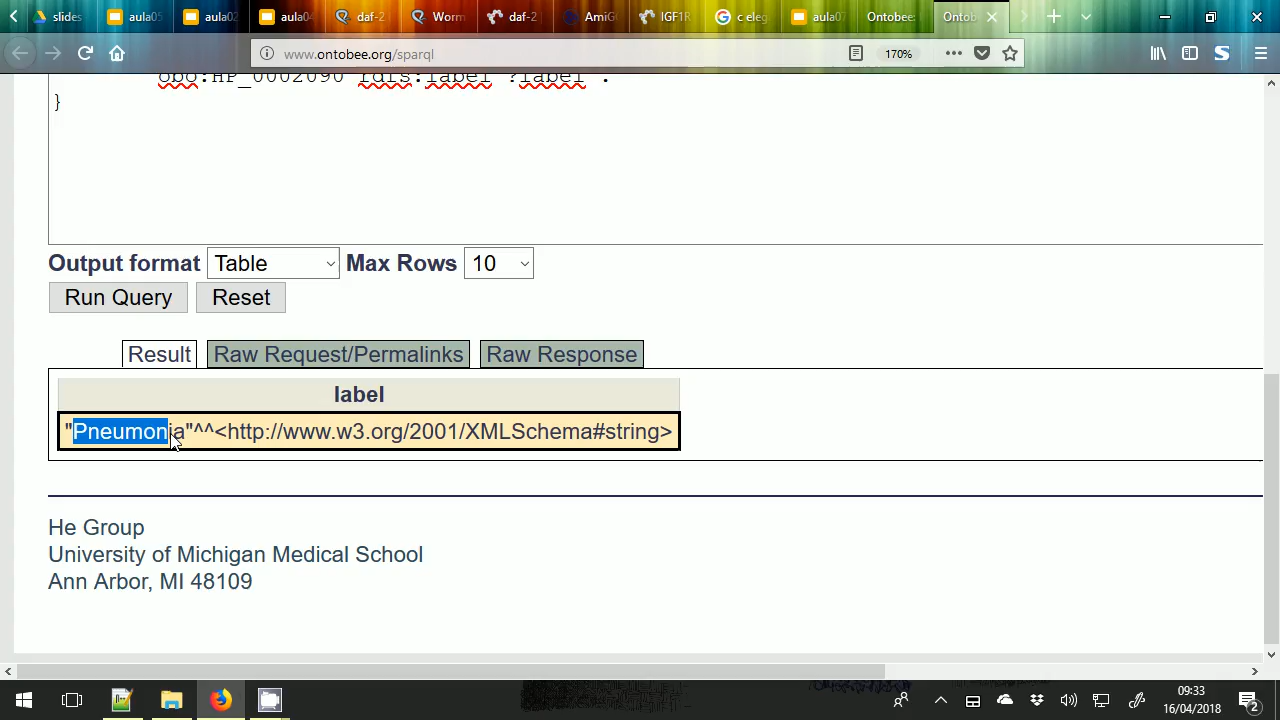 slides
aula05
aula02
aula04
daf-2
Worm
daf-2
AmiG
IGF1R
c eleg
aula07
Ontobee
Ontob
www.ontobee.org/sparql
170%
obo:HP_0002090 rdfs:label ?label .
}
Output format Table Max Rows 10
Run Query Reset
Result Raw Request/Permalinks Raw Response
label
"Pneumonia"^^<http://www.w3.org/2001/XMLSchema#string>
He Group
University of Michigan Medical School
Ann Arbor, MI 48109
09:33
16/04/2018
2